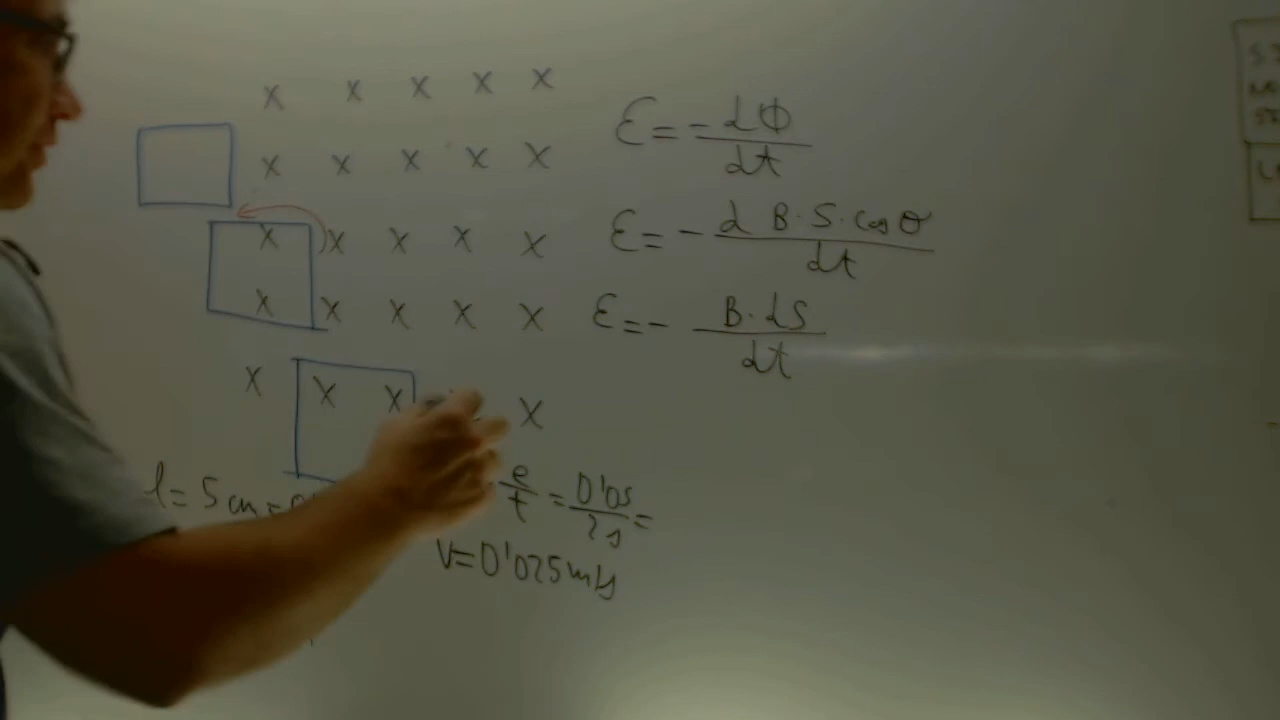 x x x x x
x x x x x
x x x x x
x x x x x
x x x x
ε = - dΦ / dt
ε = - d B · S · cos θ / dt
ε = - B · dS / dt
l = 5 cm =
e / t = 0'05 / 2s =
v = 0'025 m/s